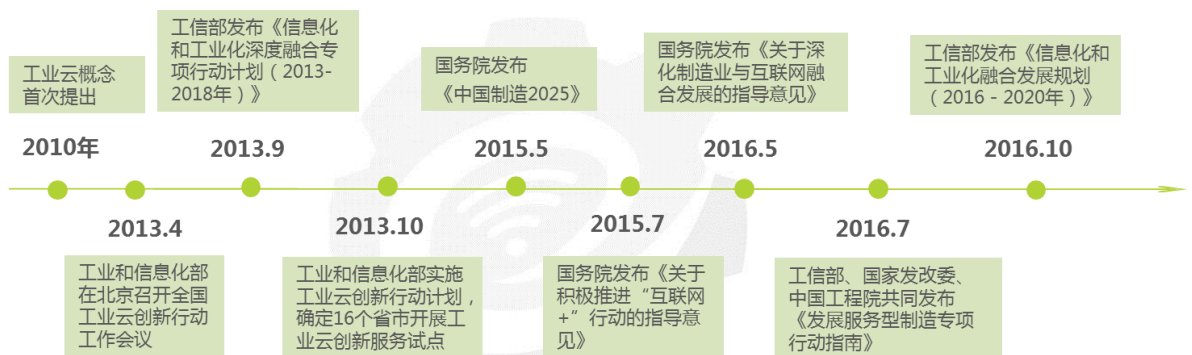 工业云概念
首次提出
2010年
工业和信息化部
在北京召开全国
工业云创新行动
工作会议
2013.4
工信部发布《信息化
和工业化深度融合专
项行动计划（2013-
2018年）》
2013.9
2013.10
工业和信息化部实施
工业云创新行动计划，
确定16个省市开展工
业云创新服务试点
国务院发布
《中国制造2025》
2015.5
2015.7
国务院发布《关于
积极推进“互联网
+”行动的指导意
见》
国务院发布《关于深
化制造业与互联网融
合发展的指导意见》
2016.5
2016.7
工信部、国家发改委、
中国工程院共同发布
《发展服务型制造专项
行动指南》
工信部发布《信息化和
工业化融合发展规划
（2016 - 2020年）》
2016.10